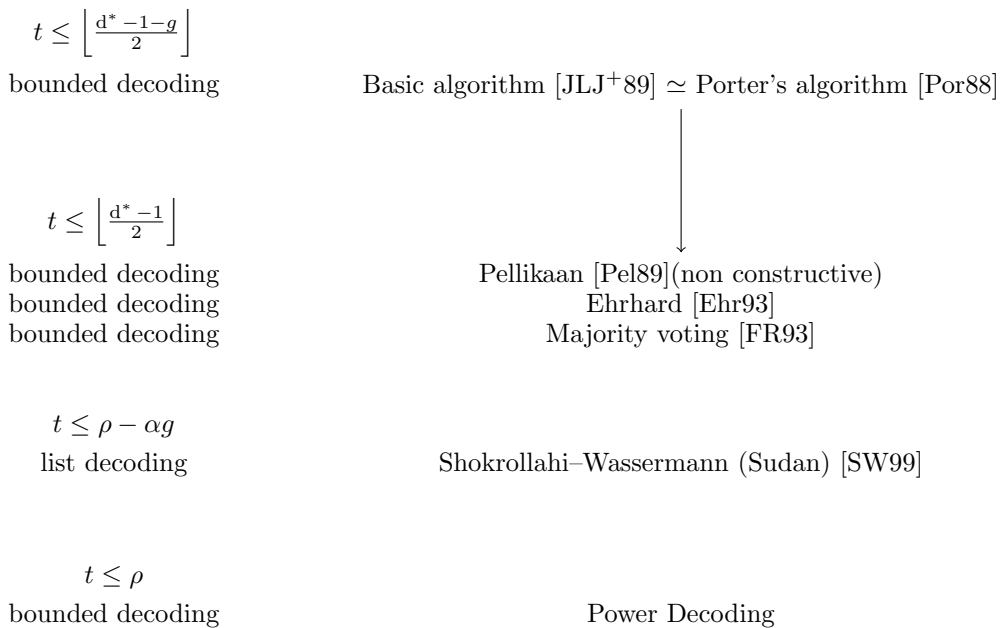 t ≤ ⌊(d* −1−g)/2⌋
bounded decoding Basic algorithm [JLJ⁺89] ≃ Porter's algorithm [Por88]
t ≤ ⌊(d* −1)/2⌋
bounded decoding Pellikaan [Pel89](non constructive)
bounded decoding Ehrhard [Ehr93]
bounded decoding Majority voting [FR93]
t ≤ ρ − αg
list decoding Shokrollahi–Wassermann (Sudan) [SW99]
t ≤ ρ
bounded decoding Power Decoding